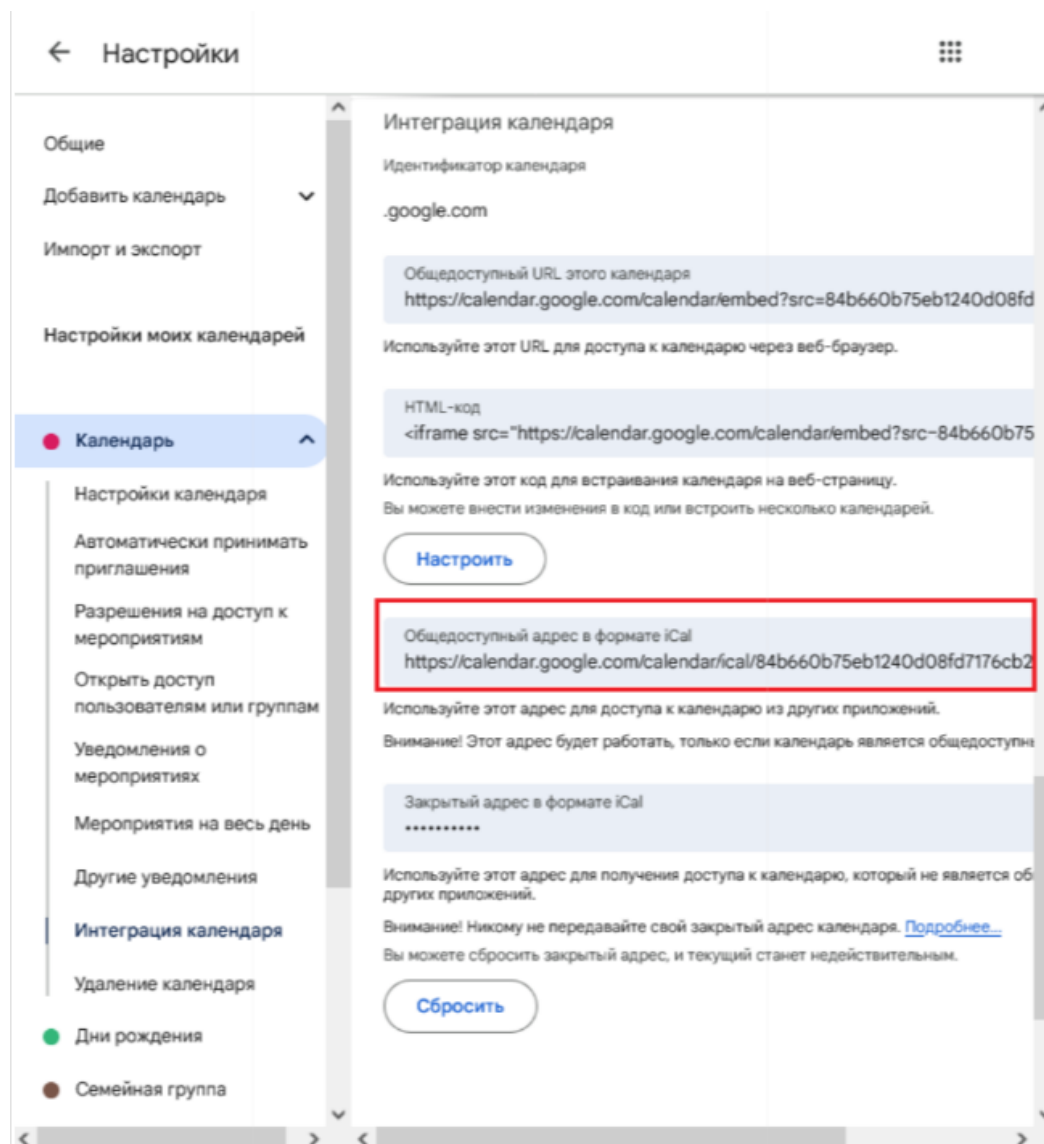 Настройки
Общие
Добавить календарь
Импорт и экспорт
Настройки моих календарей
Календарь
Настройки календаря
Автоматически принимать
приглашения
Разрешения на доступ к
мероприятиям
Открыть доступ
пользователям или группам
Уведомления о
мероприятиях
Мероприятия на весь день
Другие уведомления
Интеграция календаря
Удаление календаря
Дни рождения
Семейная группа
Интеграция календаря
Идентификатор календаря
.google.com
Общедоступный URL этого календаря
https://calendar.google.com/calendar/embed?src=84b660b75eb1240d08fd
Используйте этот URL для доступа к календарю через веб-браузер.
HTML-код
<iframe src="https://calendar.google.com/calendar/embed?src-84b660b75
Используйте этот код для встраивания календаря на веб-страницу.
Вы можете внести изменения в код или встроить несколько календарей.
Настроить
Общедоступный адрес в формате iCal
https://calendar.google.com/calendar/ical/84b660b75eb1240d08fd7176cb2
Используйте этот адрес для доступа к календарю из других приложений.
Внимание! Этот адрес будет работать, только если календарь является общедоступны
Закрытый адрес в формате iCal
••••••••••
Используйте этот адрес для получения доступа к календарю, который не является об
других приложений.
Внимание! Никому не передавайте свой закрытый адрес календаря. Подробнее...
Вы можете сбросить закрытый адрес, и текущий станет недействительным.
Сбросить